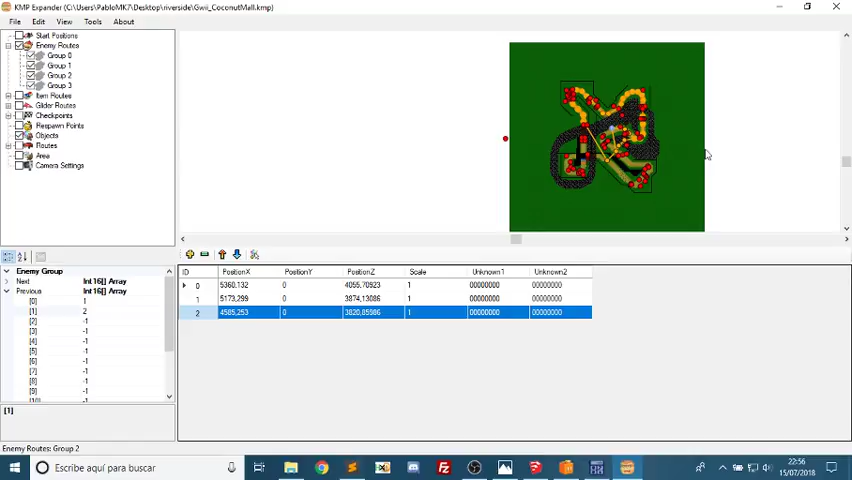 KMP Expander (C:\Users\PabloMK7\Desktop\riverside\Gwii_CoconutMall.kmp)
File Edit View Tools About
Start Positions
Enemy Routes
Group 0
Group 1
Group 2
Group 3
Item Routes
Glider Routes
Checkpoints
Respawn Points
Objects
Routes
Area
Camera Settings
Enemy Group
Next Int16[] Array
Previous Int16[] Array
[0] 1
[1] 2
[2] -1
[3] -1
[4] -1
[5] -1
[6] -1
[7] -1
[8] -1
[9] -1
[10] -1
[1]
ID PositionX PositionY PositionZ Scale Unknown1 Unknown2
0 5360,132 0 4055,70923 1 00000000 00000000
1 5173,299 0 3874,13086 1 00000000 00000000
2 4585,253 0 3820,85586 1 00000000 00000000
Enemy Routes: Group 2
Escribe aquí para buscar
22:56
15/07/2018